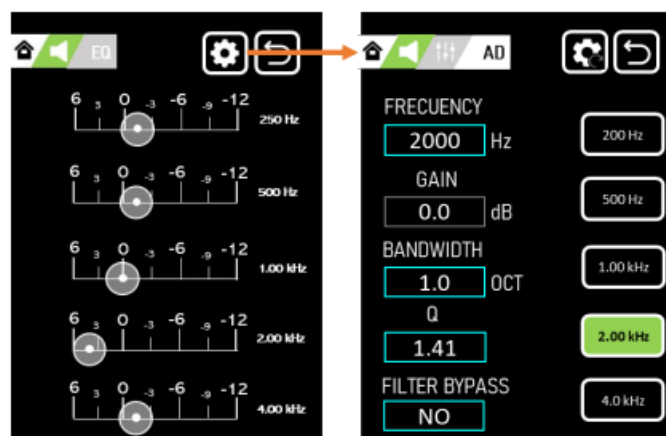 EQ
6 3 0 -3 -6 -9 -12
250 Hz
6 3 0 -3 -6 -9 -12
500 Hz
6 3 0 -3 -6 -9 -12
1.00 kHz
6 3 0 -3 -6 -9 -12
2.00 kHz
6 3 0 -3 -6 -9 -12
4.00 kHz
AD
FRECUENCY
2000 Hz
GAIN
0.0 dB
BANDWIDTH
1.0 OCT
Q
1.41
FILTER BYPASS
NO
200 Hz
500 Hz
1.00 kHz
2.00 kHz
4.0 kHz